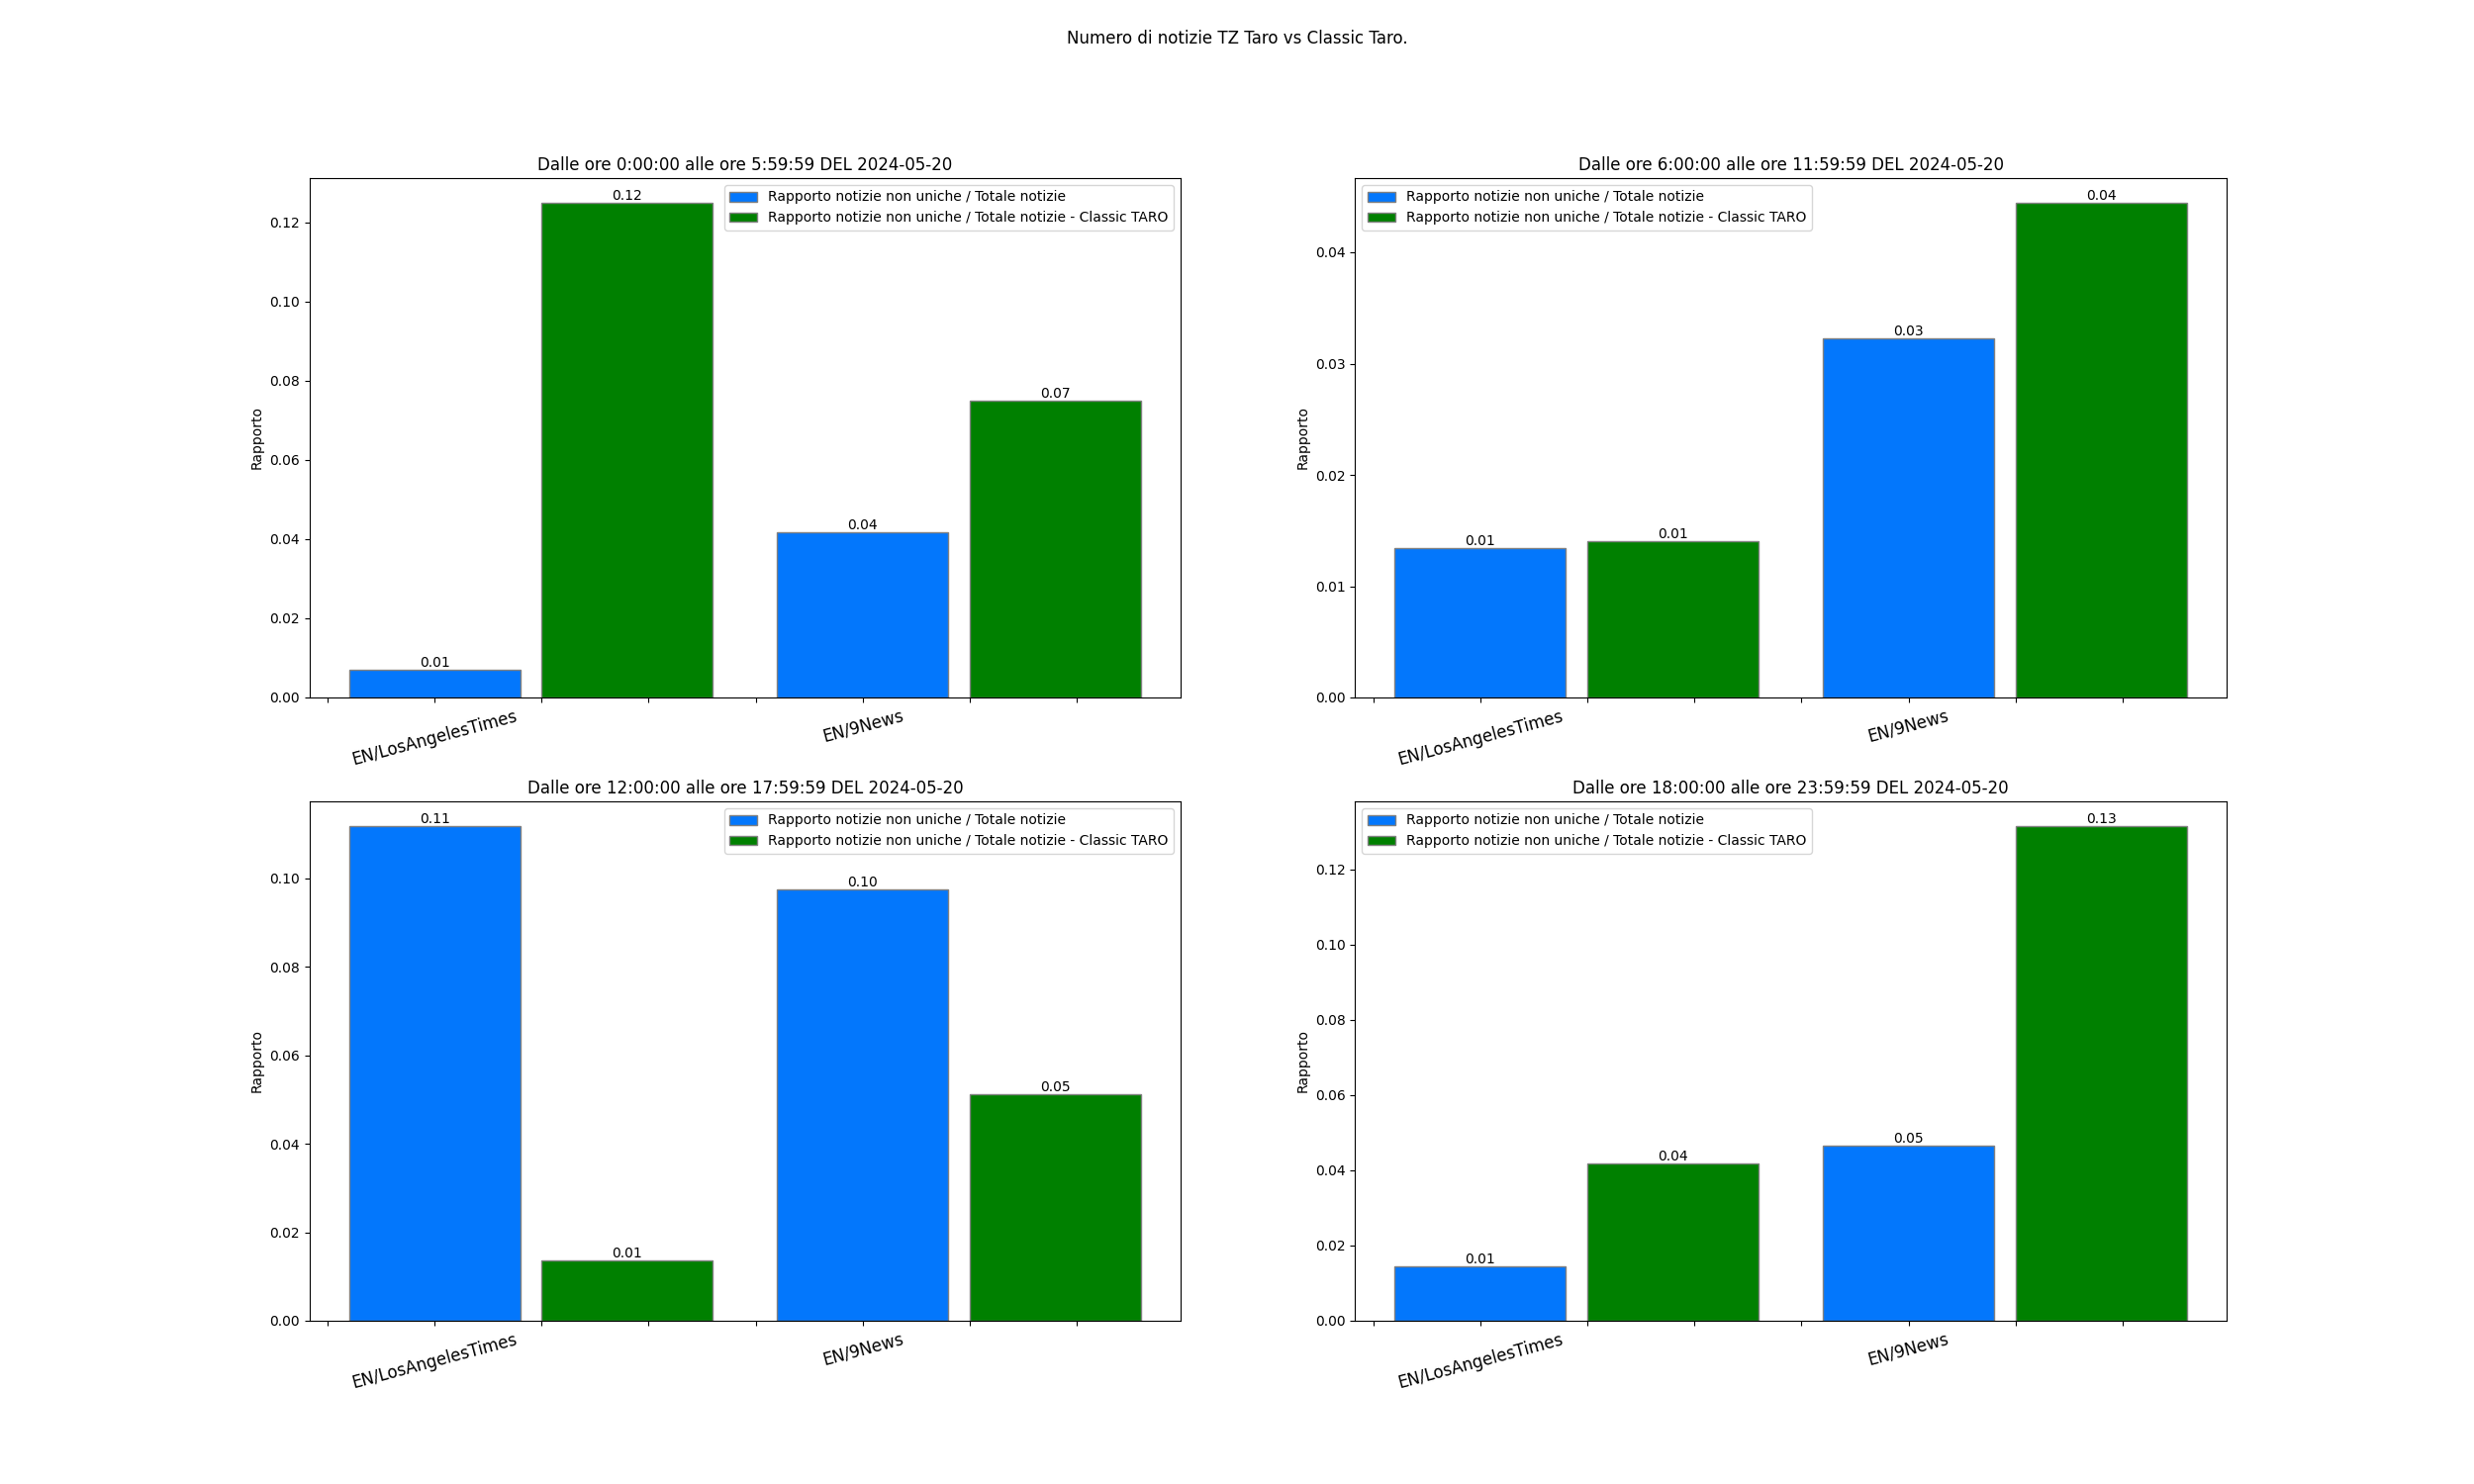 Numero di notizie TZ Taro vs Classic Taro.
Dalle ore 0:00:00 alle ore 5:59:59 DEL 2024-05-20
Rapporto notizie non uniche / Totale notizie
Rapporto notizie non uniche / Totale notizie - Classic TARO
Rapporto
0.12
0.10
0.08
0.06
0.04
0.02
0.00
0.01
0.12
0.04
0.07
EN/LosAngelesTimes
EN/9News
Dalle ore 6:00:00 alle ore 11:59:59 DEL 2024-05-20
Rapporto notizie non uniche / Totale notizie
Rapporto notizie non uniche / Totale notizie - Classic TARO
Rapporto
0.04
0.03
0.02
0.01
0.00
0.01
0.01
0.03
0.04
EN/LosAngelesTimes
EN/9News
Dalle ore 12:00:00 alle ore 17:59:59 DEL 2024-05-20
Rapporto notizie non uniche / Totale notizie
Rapporto notizie non uniche / Totale notizie - Classic TARO
Rapporto
0.10
0.08
0.06
0.04
0.02
0.00
0.11
0.01
0.10
0.05
EN/LosAngelesTimes
EN/9News
Dalle ore 18:00:00 alle ore 23:59:59 DEL 2024-05-20
Rapporto notizie non uniche / Totale notizie
Rapporto notizie non uniche / Totale notizie - Classic TARO
Rapporto
0.12
0.10
0.08
0.06
0.04
0.02
0.00
0.01
0.04
0.05
0.13
EN/LosAngelesTimes
EN/9News